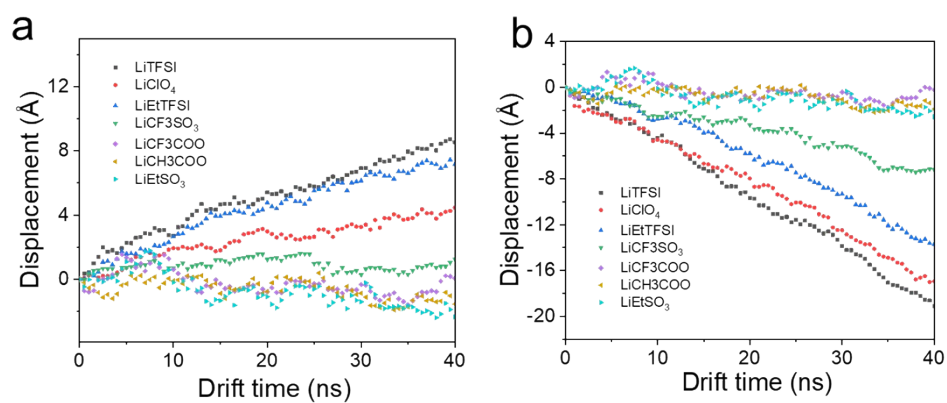 a
Displacement (Å)
12
8
4
0
LiTFSI
LiClO₄
LiEtTFSI
LiCF3SO₃
LiCF3COO
LiCH3COO
LiEtSO₃
0 10 20 30 40
Drift time (ns)
b
Displacement (Å)
4
0
-4
-8
-12
-16
-20
LiTFSI
LiClO₄
LiEtTFSI
LiCF3SO₃
LiCF3COO
LiCH3COO
LiEtSO₃
0 10 20 30 40
Drift time (ns)